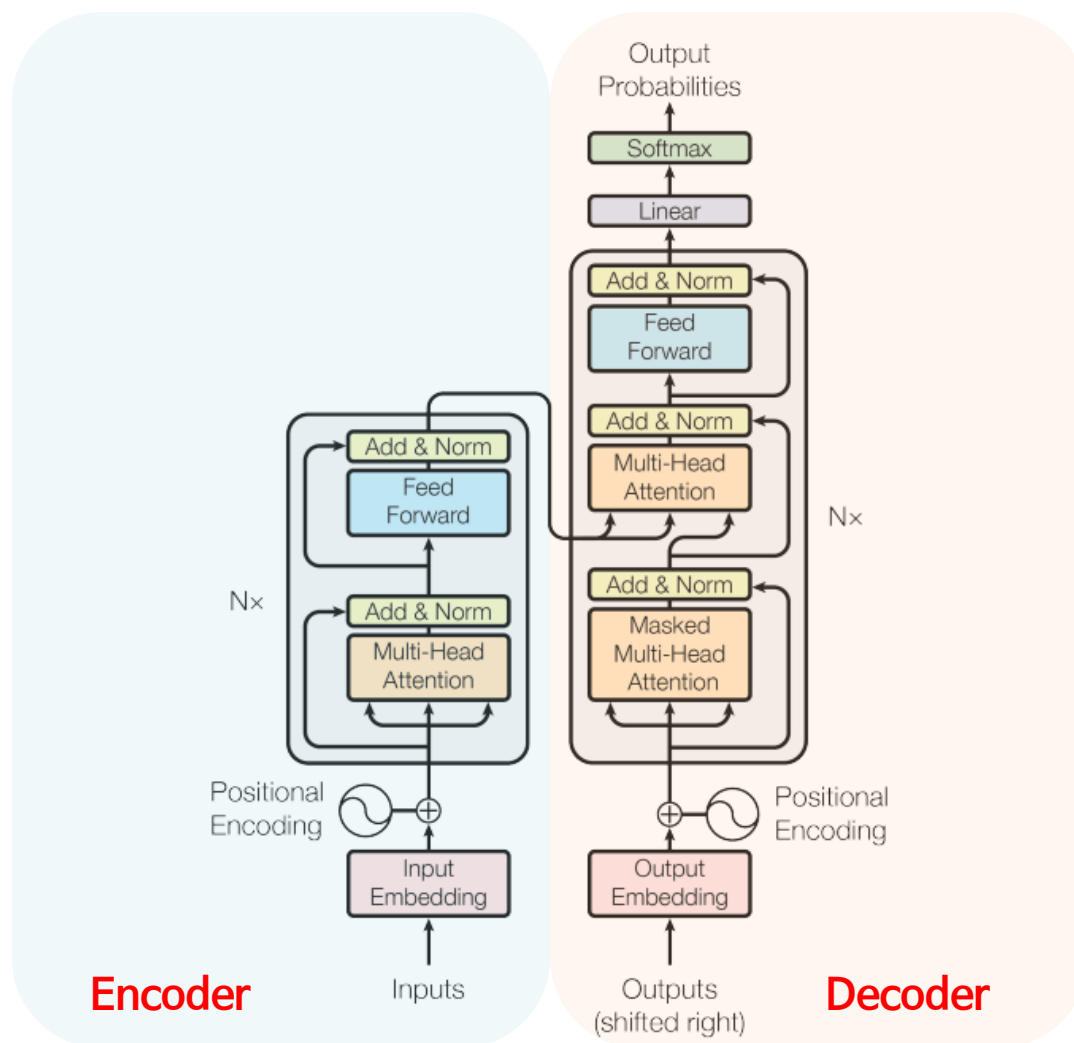 Output
Probabilities
Softmax
Linear
Add & Norm
Feed
Forward
Add & Norm
Multi-Head
Attention
N×
Add & Norm
Masked
Multi-Head
Attention
Positional
Encoding
Output
Embedding
Outputs
(shifted right)
Decoder
Add & Norm
Feed
Forward
N×
Add & Norm
Multi-Head
Attention
Positional
Encoding
Input
Embedding
Inputs
Encoder